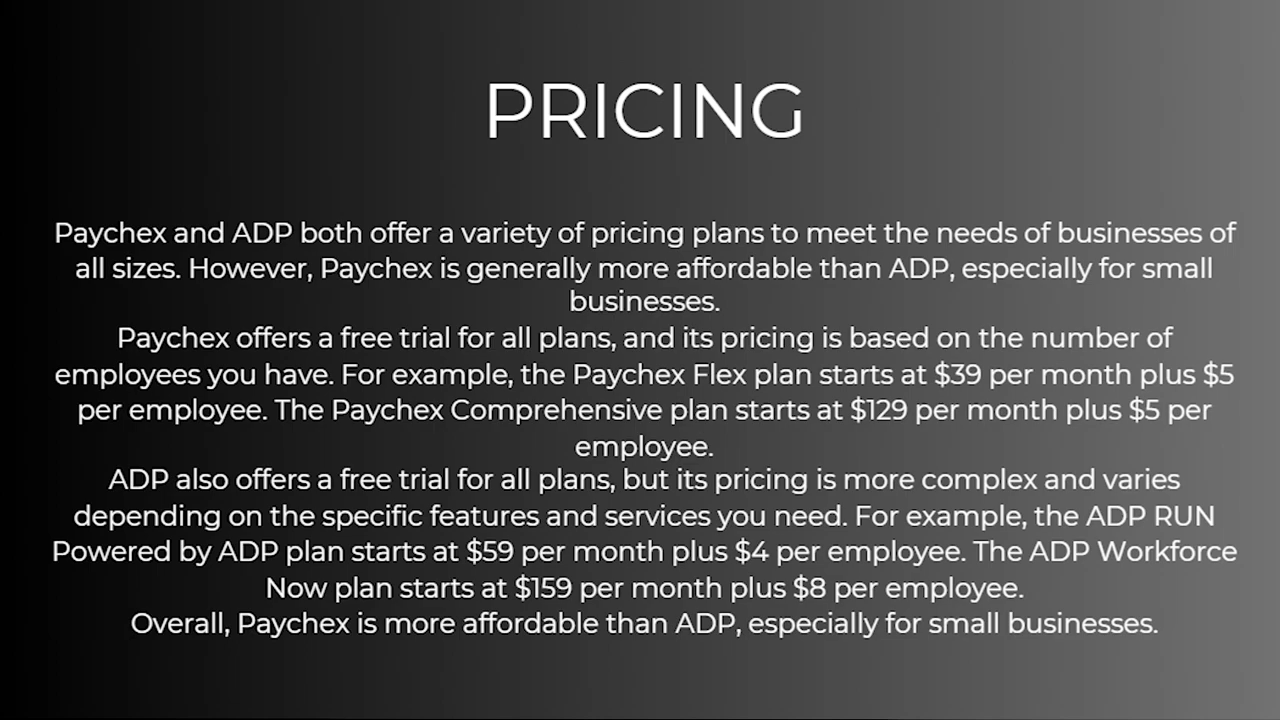 PRICING
Paychex and ADP both offer a variety of pricing plans to meet the needs of businesses of
all sizes. However, Paychex is generally more affordable than ADP, especially for small
businesses.
Paychex offers a free trial for all plans, and its pricing is based on the number of
employees you have. For example, the Paychex Flex plan starts at $39 per month plus $5
per employee. The Paychex Comprehensive plan starts at $129 per month plus $5 per
employee.
ADP also offers a free trial for all plans, but its pricing is more complex and varies
depending on the specific features and services you need. For example, the ADP RUN
Powered by ADP plan starts at $59 per month plus $4 per employee. The ADP Workforce
Now plan starts at $159 per month plus $8 per employee.
Overall, Paychex is more affordable than ADP, especially for small businesses.